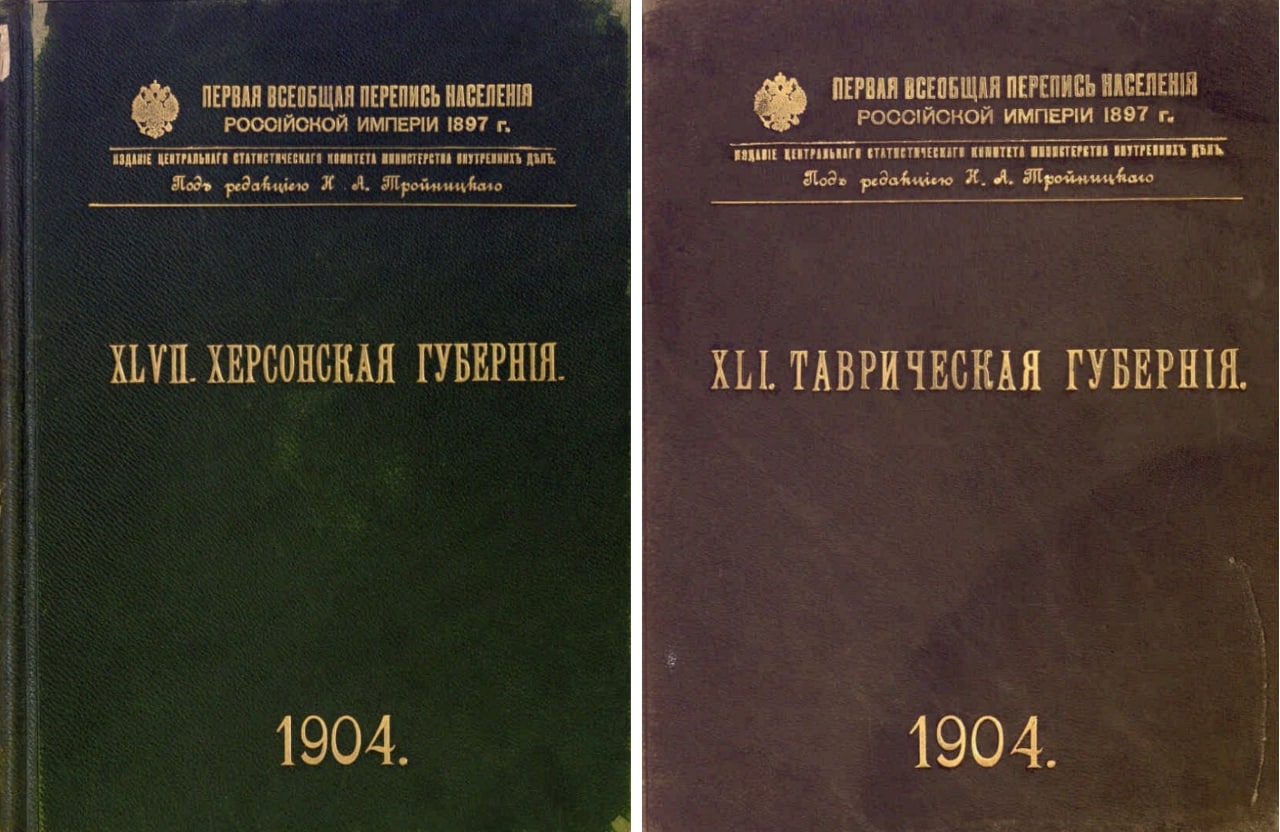 ПЕРВАЯ ВСЕОБЩАЯ ПЕРЕПИСЬ НАСЕЛЕНІЯ
РОССІЙСКОЙ ИМПЕРІИ 1897 г.
ИЗДАНІЕ ЦЕНТРАЛЬНАГО СТАТИСТИЧЕСКАГО КОМИТЕТА МИНИСТЕРСТВА ВНУТРЕННИХЪ ДѢЛЪ.
Подъ редакціею Н. А. Тройницкаго
XLVII. ХЕРСОНСКАЯ ГУБЕРНІЯ.
1904.
ПЕРВАЯ ВСЕОБЩАЯ ПЕРЕПИСЬ НАСЕЛЕНІЯ
РОССІЙСКОЙ ИМПЕРІИ 1897 г.
ИЗДАНІЕ ЦЕНТРАЛЬНАГО СТАТИСТИЧЕСКАГО КОМИТЕТА МИНИСТЕРСТВА ВНУТРЕННИХЪ ДѢЛЪ.
Подъ редакціею Н. А. Тройницкаго
XLI. ТАВРИЧЕСКАЯ ГУБЕРНІЯ.
1904.